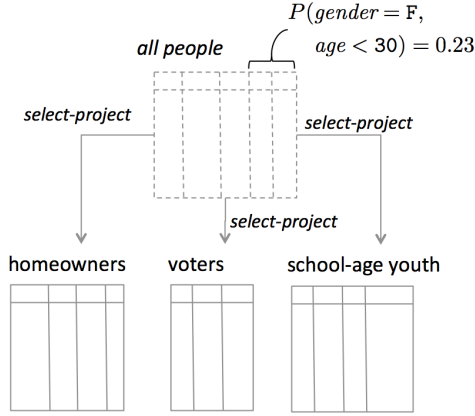 P(gender = F,
age < 30) = 0.23
all people
select-project
select-project
select-project
homeowners
voters
school-age youth